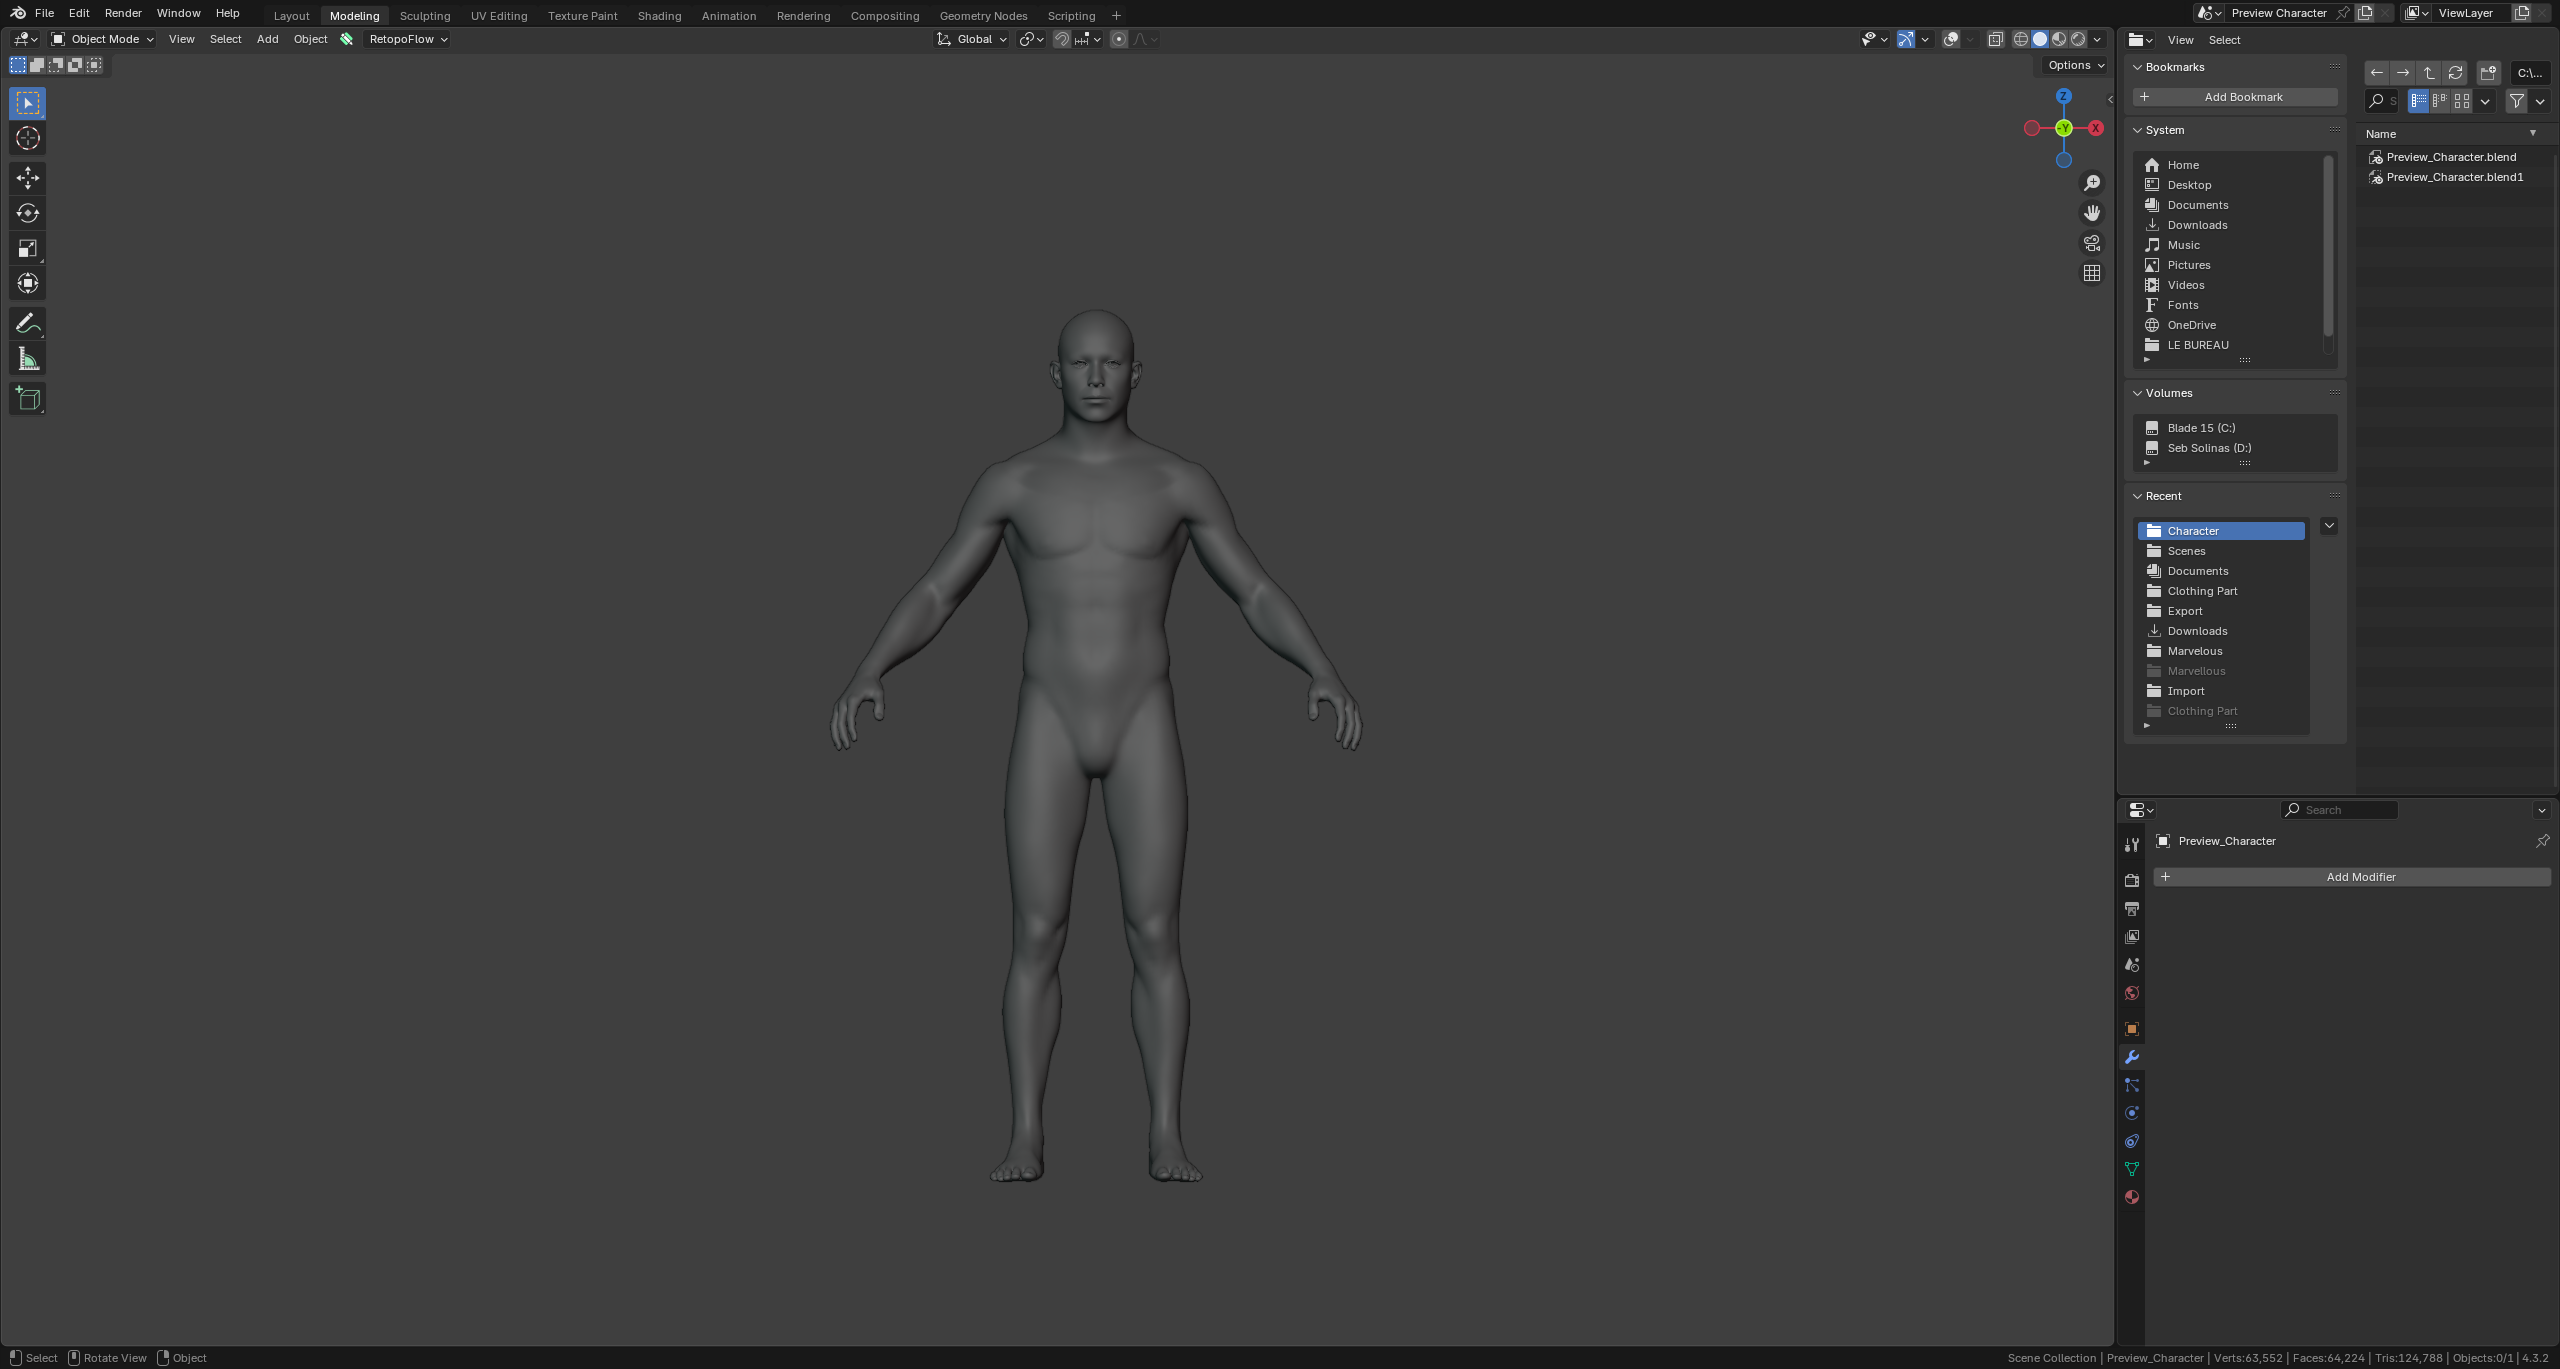 File Edit Render Window Help Layout Modeling Sculpting UV Editing Texture Paint Shading Animation Rendering Compositing Geometry Nodes Scripting + Preview Character ViewLayer
Object Mode View Select Add Object RetopoFlow Global View Select
Options
Z
-Y X
Bookmarks
Add Bookmark
System
Home
Desktop
Documents
Downloads
Music
Pictures
Videos
Fonts
OneDrive
LE BUREAU
Volumes
Blade 15 (C:)
Seb Solinas (D:)
Recent
Character
Scenes
Documents
Clothing Part
Export
Downloads
Marvelous
Marvellous
Import
Clothing Part
C:\...
S
Name
Preview_Character.blend
Preview_Character.blend1
Search
Preview_Character
Add Modifier
Select Rotate View Object
Scene Collection | Preview_Character | Verts:63,552 | Faces:64,224 | Tris:124,788 | Objects:0/1 | 4.3.2